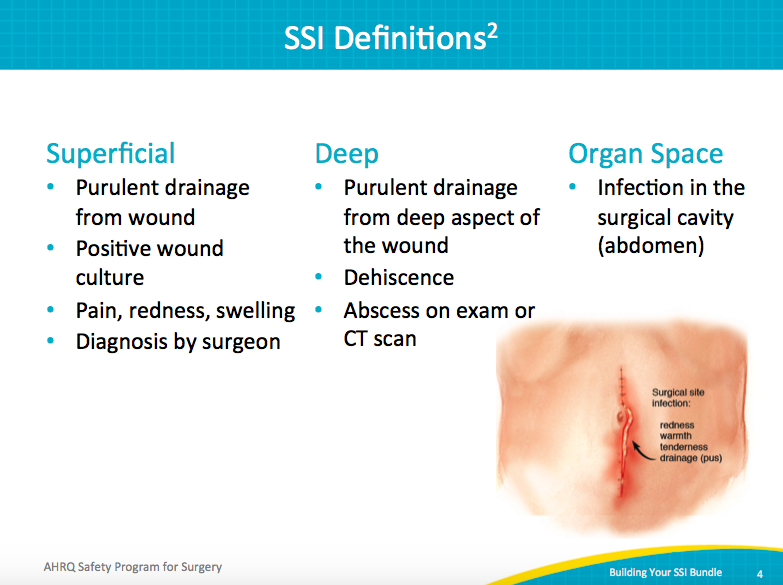 SSI Definitions2
Superficial
• Purulent drainage
from wound
• Positive wound
culture
• Pain, redness, swelling
• Diagnosis by surgeon
Deep
• Purulent drainage
from deep aspect of
the wound
• Dehiscence
• Abscess on exam or
CT scan
Organ Space
• Infection in the
surgical cavity
(abdomen)
Surgical site
infection:
redness
warmth
tenderness
drainage (pus)
AHRQ Safety Program for Surgery
Building Your SSI Bundle
4